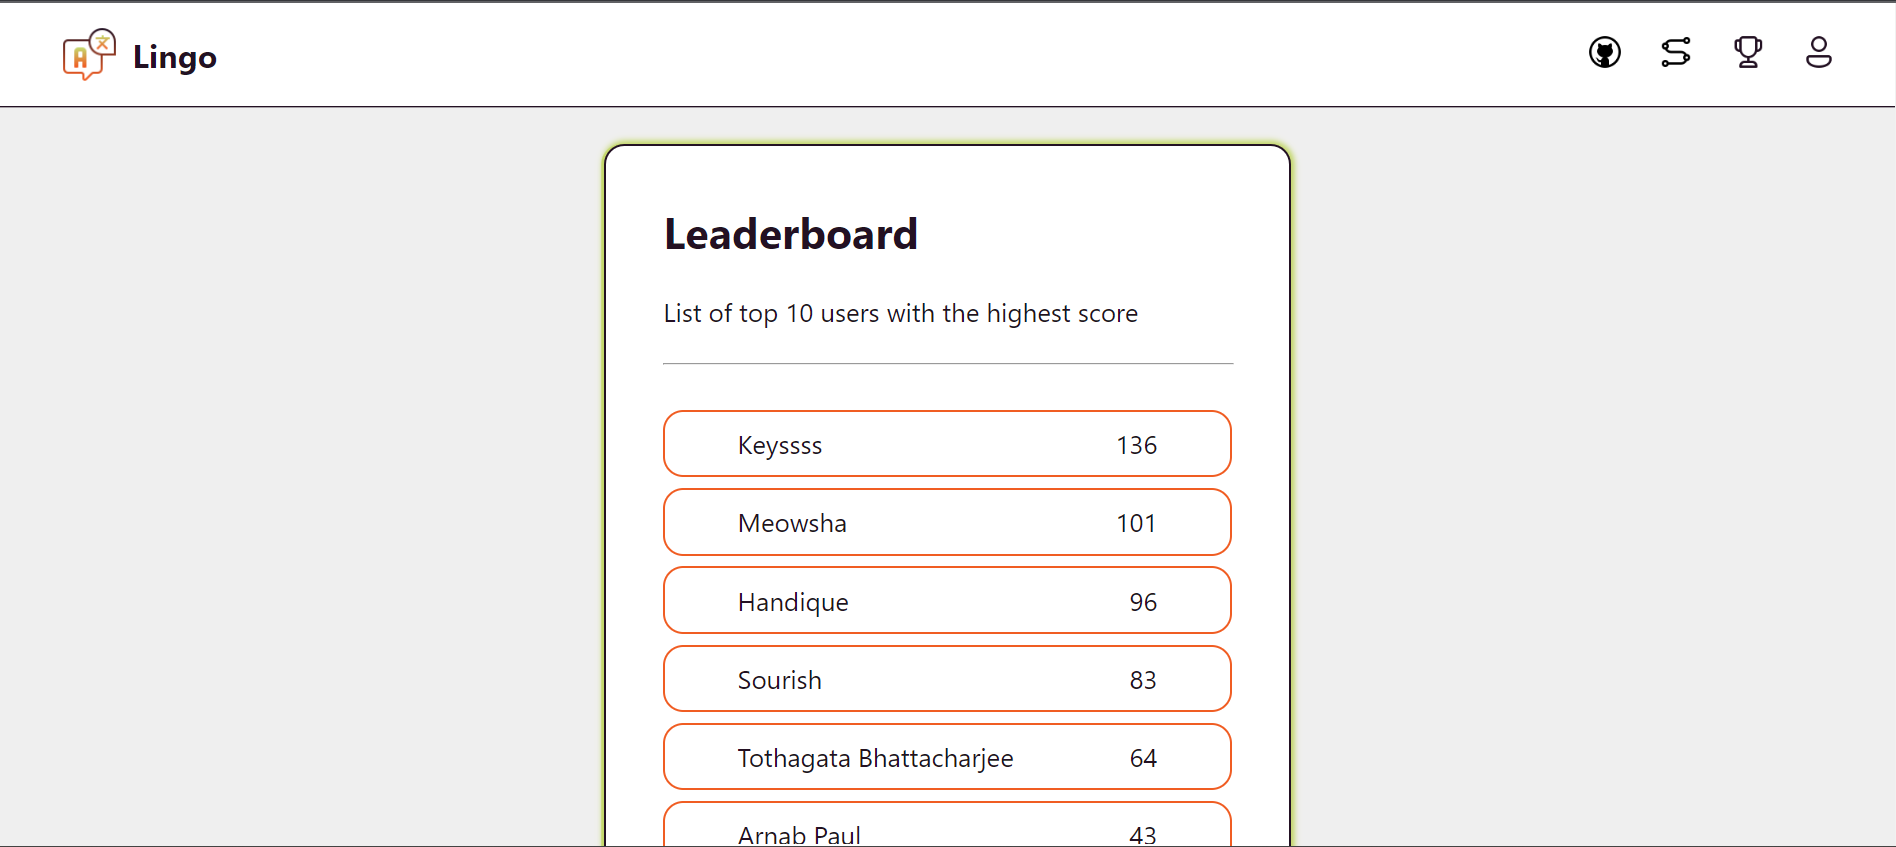 Lingo
Leaderboard
List of top 10 users with the highest score
Keyssss 136
Meowsha 101
Handique 96
Sourish 83
Tothagata Bhattacharjee 64
Arnab Paul 43